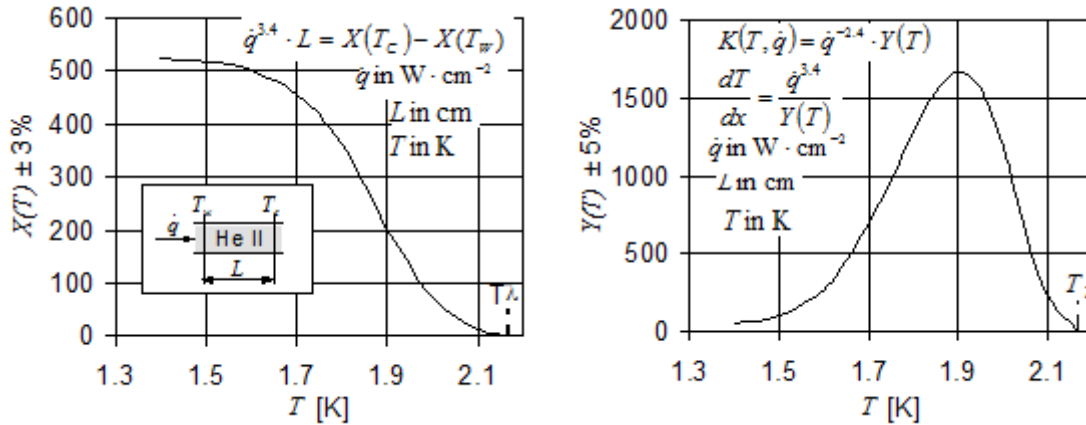 600
500
400
300
200
100
0
X(T) ± 3%
q̇^3.4 · L = X(T_C) − X(T_W)
q̇ in W · cm^−2
L in cm
T in K
T_w T_c
q̇
He II
L
Tλ
1.3 1.5 1.7 1.9 2.1
T [K]
2000
1500
1000
500
0
Y(T) ± 5%
K(T, q̇) = q̇^−2.4 · Y(T)
dT/dx = q̇^3.4/Y(T)
q̇ in W · cm^−2
L in cm
T in K
T
1.3 1.5 1.7 1.9 2.1
T [K]